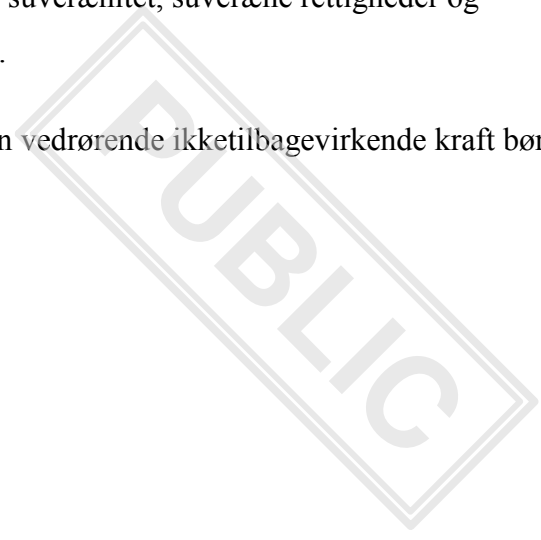 suverænitet, suveræne rettigheder og
.
n vedrørende ikketilbagevirkende kraft bør
PUBLIC